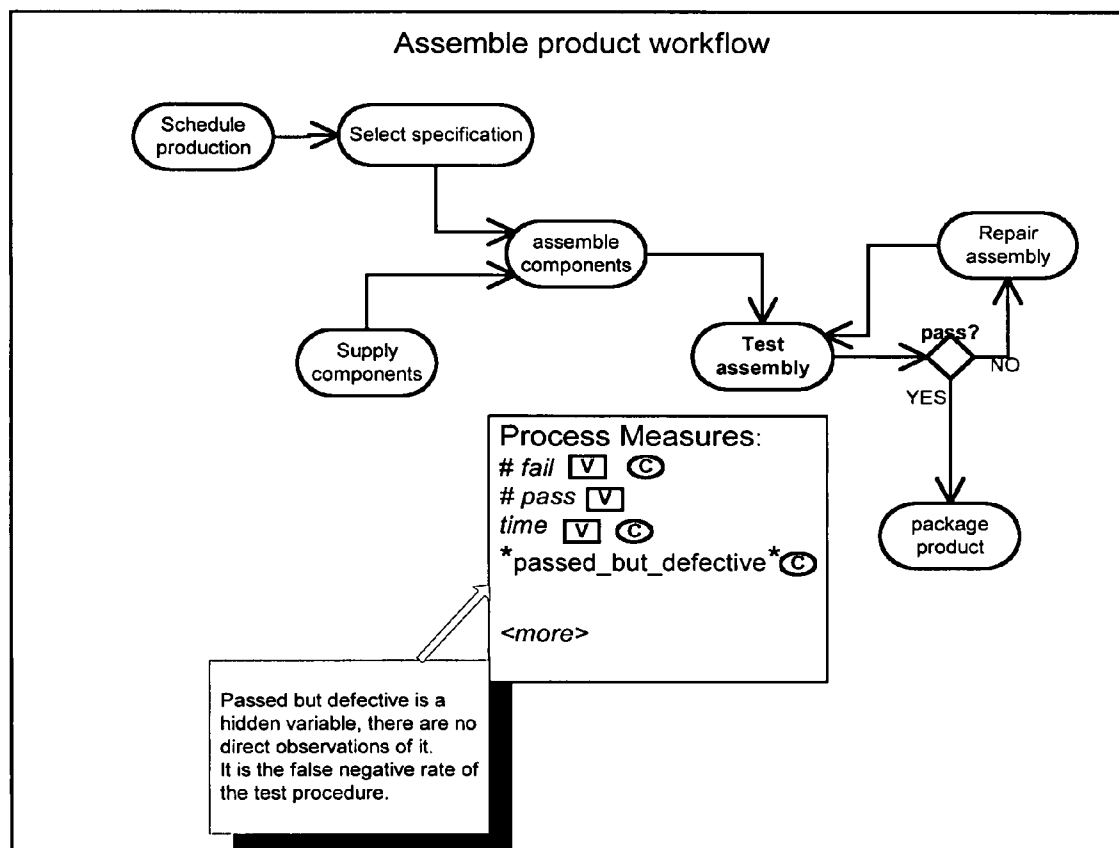 Assemble product workflow
Schedule
production
Select specification
assemble
components
Repair
assembly
Supply
components
Test
assembly
pass?
NO
YES
package
product
Process Measures:
# fail V C
# pass V
time V C
*passed_but_defective* C
<more>
Passed but defective is a
hidden variable, there are no
direct observations of it.
It is the false negative rate of
the test procedure.